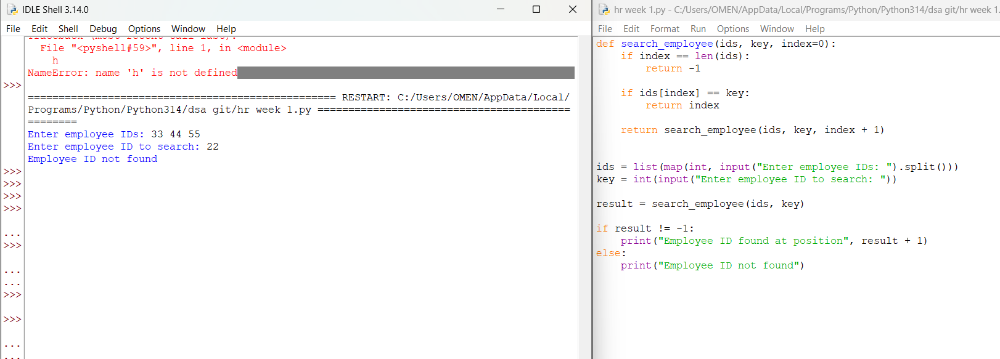 IDLE Shell 3.14.0
File Edit Shell Debug Options Window Help
Traceback (most recent call last):
File "<pyshell#59>", line 1, in <module>
h
NameError: name 'h' is not defined
>>>
================================================== RESTART: C:/Users/OMEN/AppData/Local/
Programs/Python/Python314/dsa git/hr week 1.py =========================================
========
Enter employee IDs: 33 44 55
Enter employee ID to search: 22
Employee ID not found
>>>
>>>
>>>
>>>
...
>>>
...
...
>>>
>>>
...
...
hr week 1.py - C:/Users/OMEN/AppData/Local/Programs/Python/Python314/dsa git/hr week 1.
File Edit Format Run Options Window Help
def search_employee(ids, key, index=0):
    if index == len(ids):
        return -1
    if ids[index] == key:
        return index
    return search_employee(ids, key, index + 1)
ids = list(map(int, input("Enter employee IDs: ").split()))
key = int(input("Enter employee ID to search: "))
result = search_employee(ids, key)
if result != -1:
    print("Employee ID found at position", result + 1)
else:
    print("Employee ID not found")